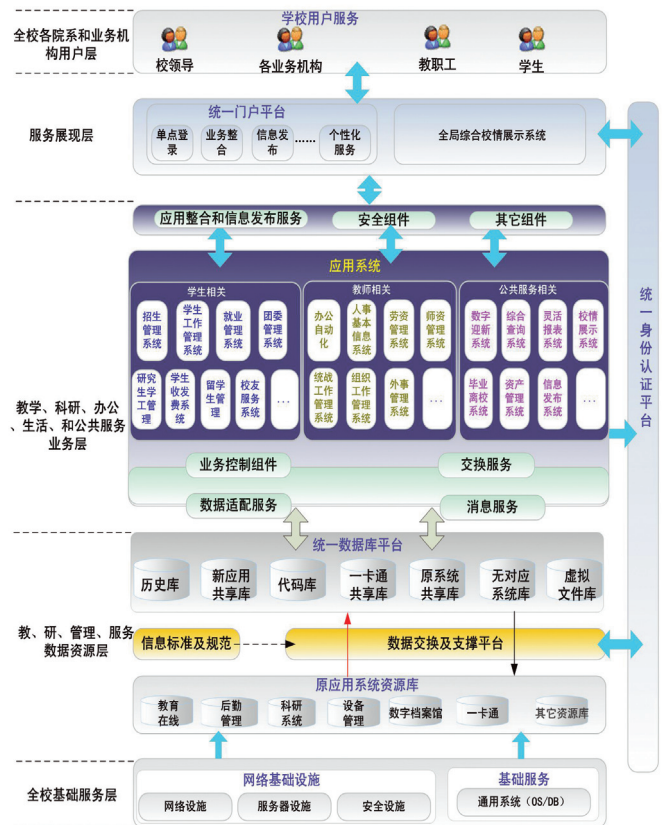 学校用户服务
全校各院系和业务机
构用户层
校领导
各业务机构
教职工
学生
服务展现层
统一门户平台
单点登
录
业务整
合
信息发
布
……
个性化
服务
全局综合校情展示系统
统一身份认证平台
应用整合和信息发布服务
安全组件
其它组件
教学、科研、办公
、生活、和公共服务
业务层
应用系统
学生相关
招生
管理
系统
学生
工作
管理
系统
就业
管理
系统
团委
管理
系统
研究
生学
工管
理
学生
收发
费系
统
留学
生管
理
校友
服务
系统
...
教师相关
办公
自动
化
人事
基本
信息
系统
劳资
管理
系统
师资
管理
系统
统战
工作
管理
系统
组织
工作
管理
系统
外事
管理
系统
...
公共服务相关
数字
迎新
系统
综合
查询
系统
灵活
报表
系统
校情
展示
系统
毕业
离校
系统
资产
管理
系统
信息
发布
系统
...
业务控制组件
交换服务
数据适配服务
消息服务
教、研、管理、服务
数据资源层
统一数据库平台
历史库
新应用
共享库
代码库
一卡通
共享库
原系统
共享库
无对应
系统库
虚拟
文件库
信息标准及规范
数据交换及支撑平台
原应用系统资源库
教育
在线
后勤
管理
科研
系统
设备
管理
数字档案馆
一卡通
其它资源库
全校基础服务层
网络基础设施
网络设施
服务器设施
安全设施
基础服务
通用系统（OS/DB）